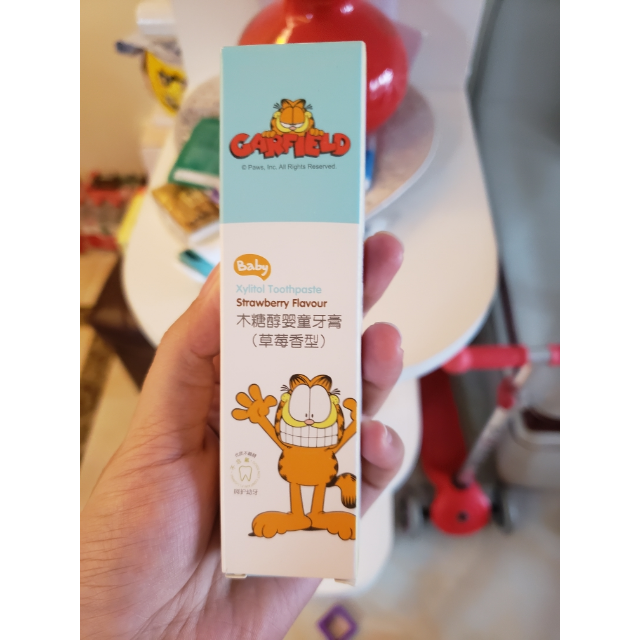 GARFIELD
© Paws, Inc. All Rights Reserved.
Baby
Xylitol Toothpaste
Strawberry Flavour
木糖醇婴童牙膏
（草莓香型）